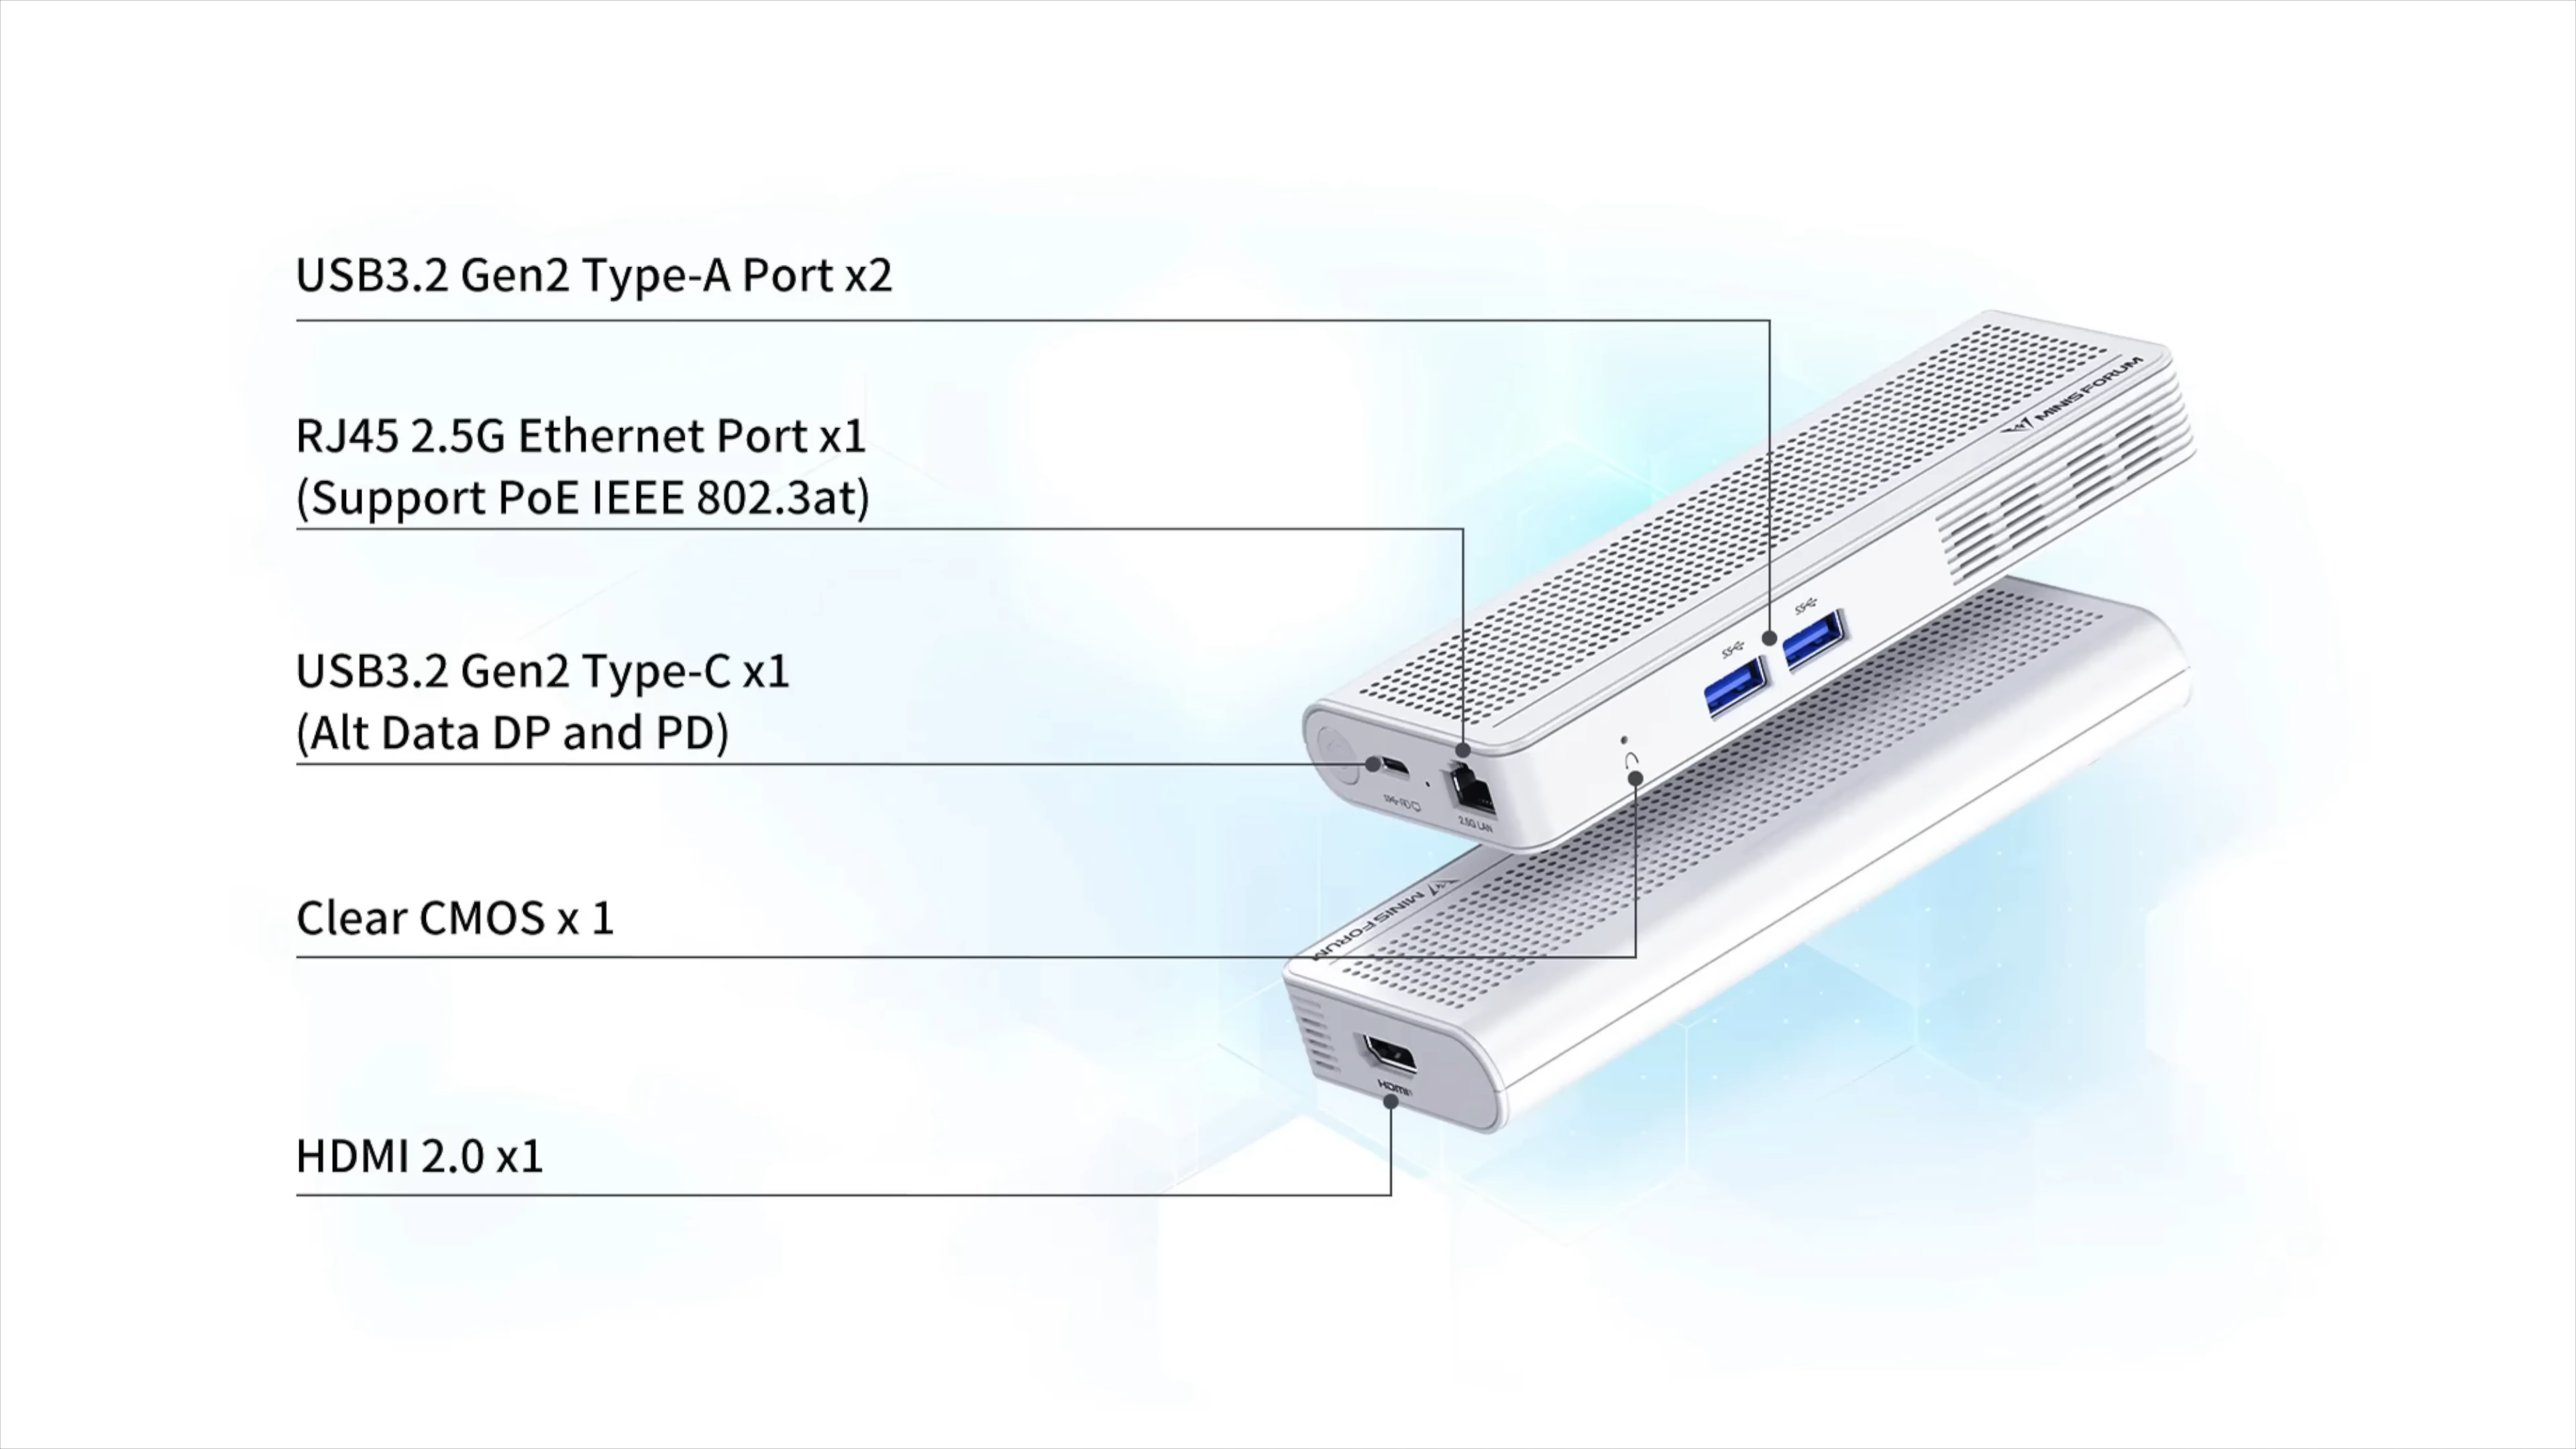 USB3.2 Gen2 Type-A Port x2
RJ45 2.5G Ethernet Port x1
(Support PoE IEEE 802.3at)
USB3.2 Gen2 Type-C x1
(Alt Data DP and PD)
Clear CMOS x 1
HDMI 2.0 x1
MINISFORUM
2.5G LAN
MINISFORUM
HDMI